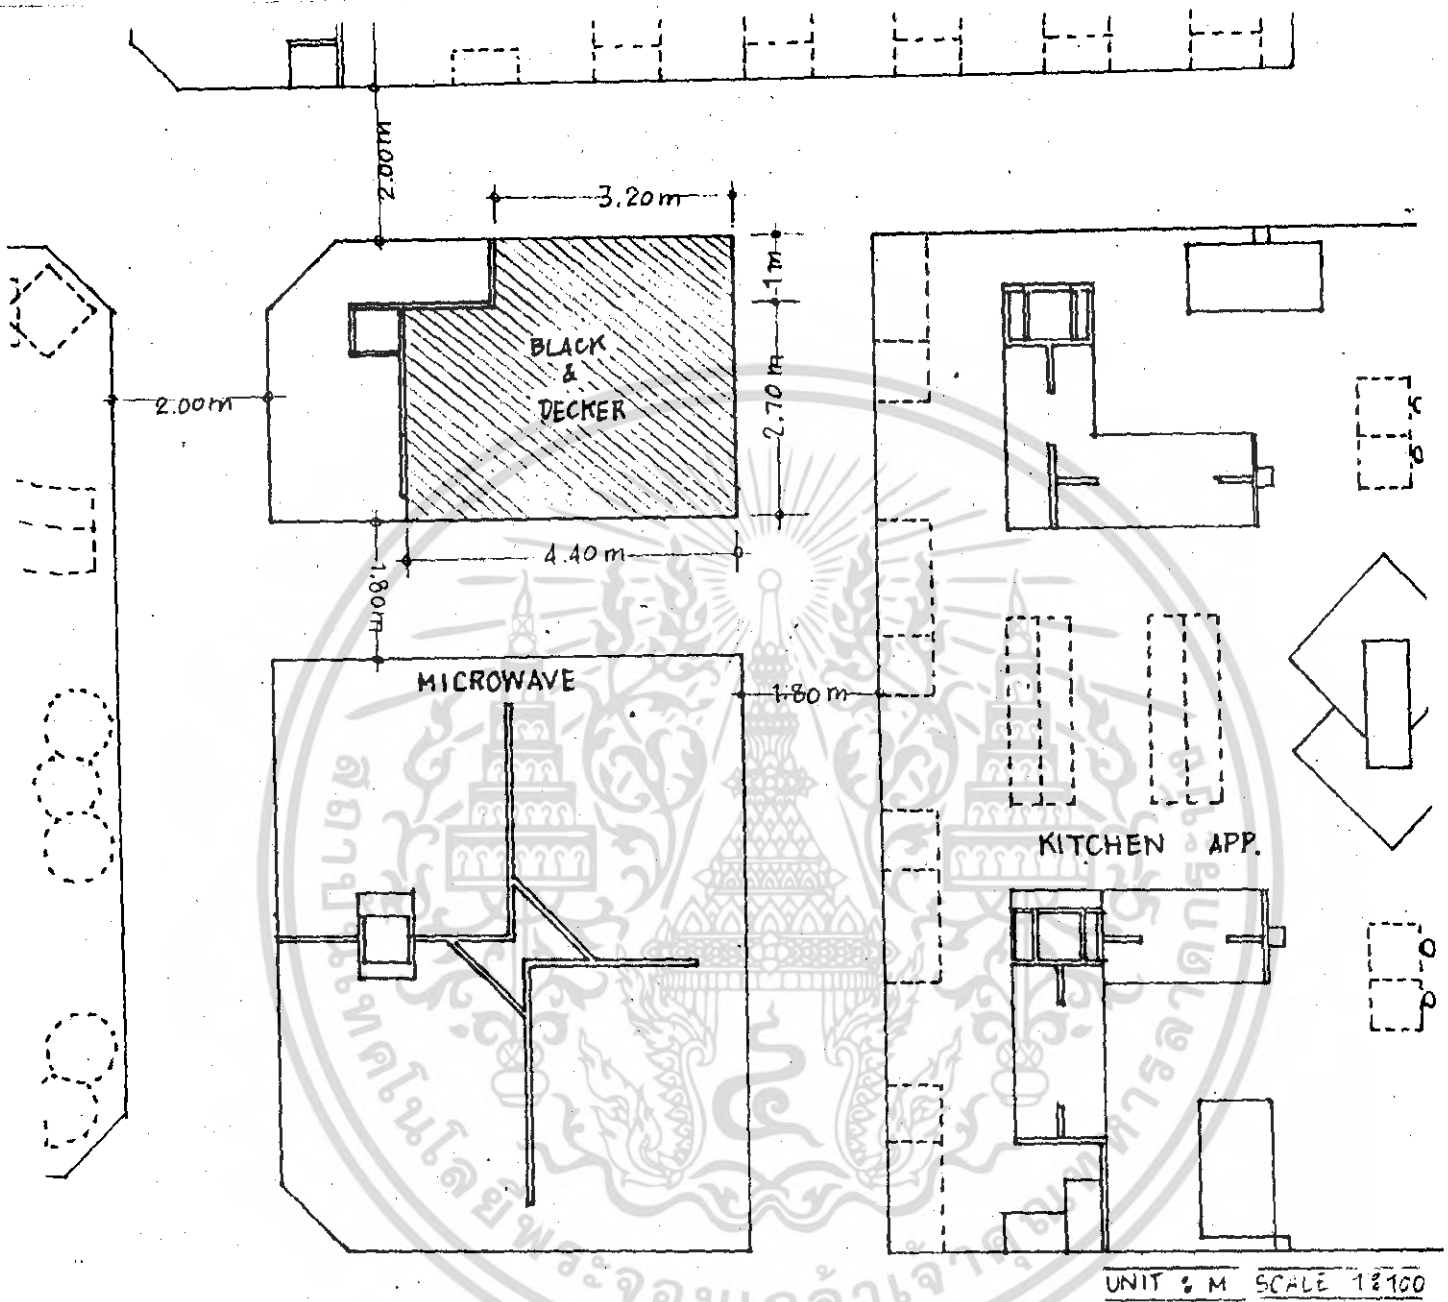 2.00m
3.20m
1m
BLACK
&
DECKER
2.00m
2.70m
4.40m
1.80m
MICROWAVE
1.80m
KITCHEN APP.
UNIT : M SCALE 1:100